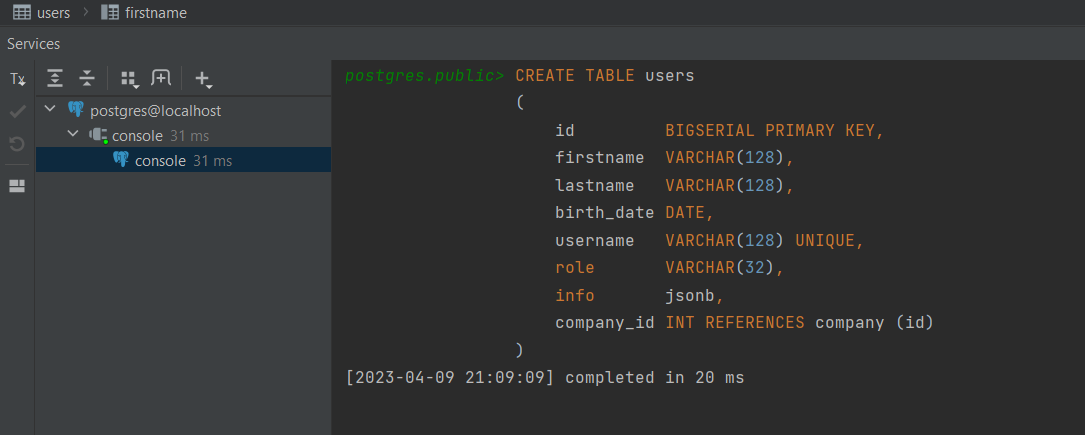 users > firstname
Services
Tx
postgres@localhost
console 31 ms
console 31 ms
postgres.public> CREATE TABLE users
(
id BIGSERIAL PRIMARY KEY,
firstname VARCHAR(128),
lastname VARCHAR(128),
birth_date DATE,
username VARCHAR(128) UNIQUE,
role VARCHAR(32),
info jsonb,
company_id INT REFERENCES company (id)
)
[2023-04-09 21:09:09] completed in 20 ms